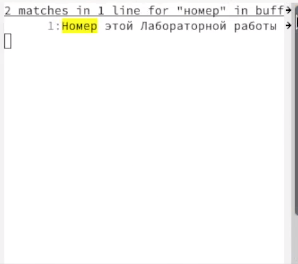 2 matches in 1 line for "номер" in buff
1:Номер этой Лабораторной работы